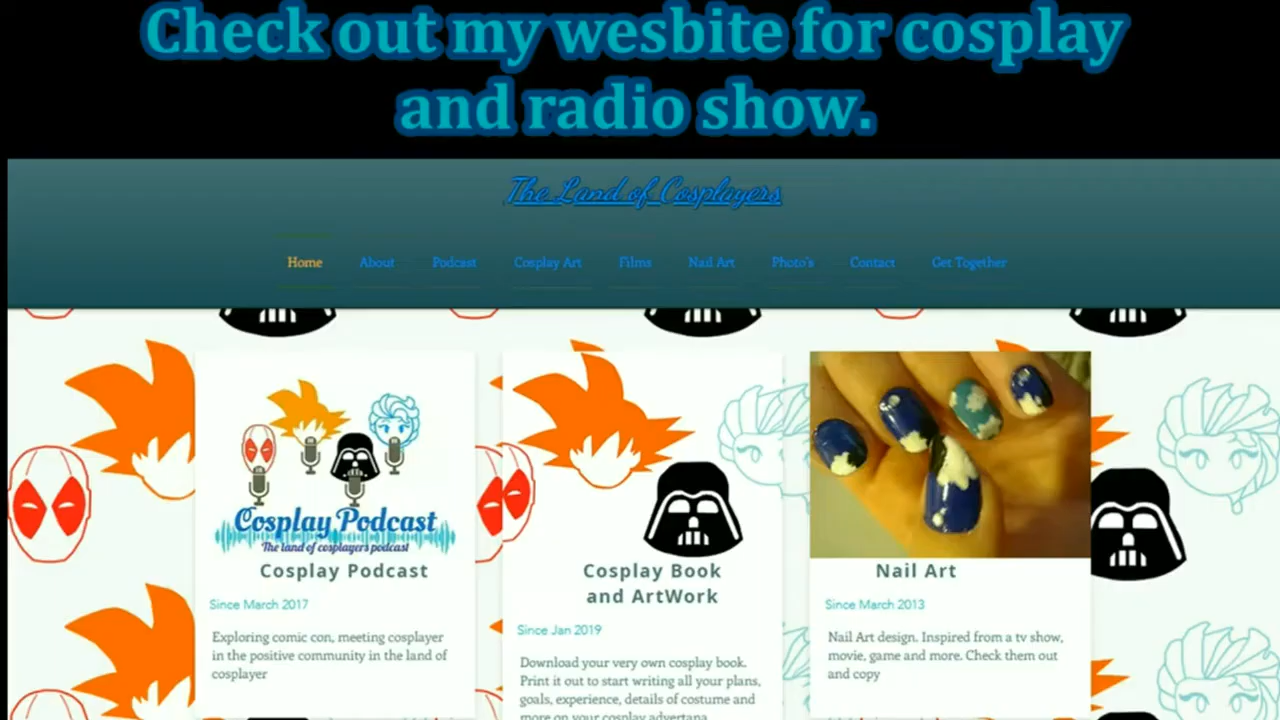 Check out my wesbite for cosplay
and radio show.
The Land of Cosplayers
Home About Podcast Cosplay Art Films Nail Art Photo's Contact Get Together
Cosplay Podcast
The land of cosplayers podcast
Cosplay Podcast
Since March 2017
Exploring comic con, meeting cosplayer
in the positive community in the land of
cosplayer
Cosplay Book
and ArtWork
Since Jan 2019
Download your very own cosplay book.
Print it out to start writing all your plans,
goals, experience, details of costume and
more on your cosplay advertana
Nail Art
Since March 2013
Nail Art design. Inspired from a tv show,
movie, game and more. Check them out
and copy